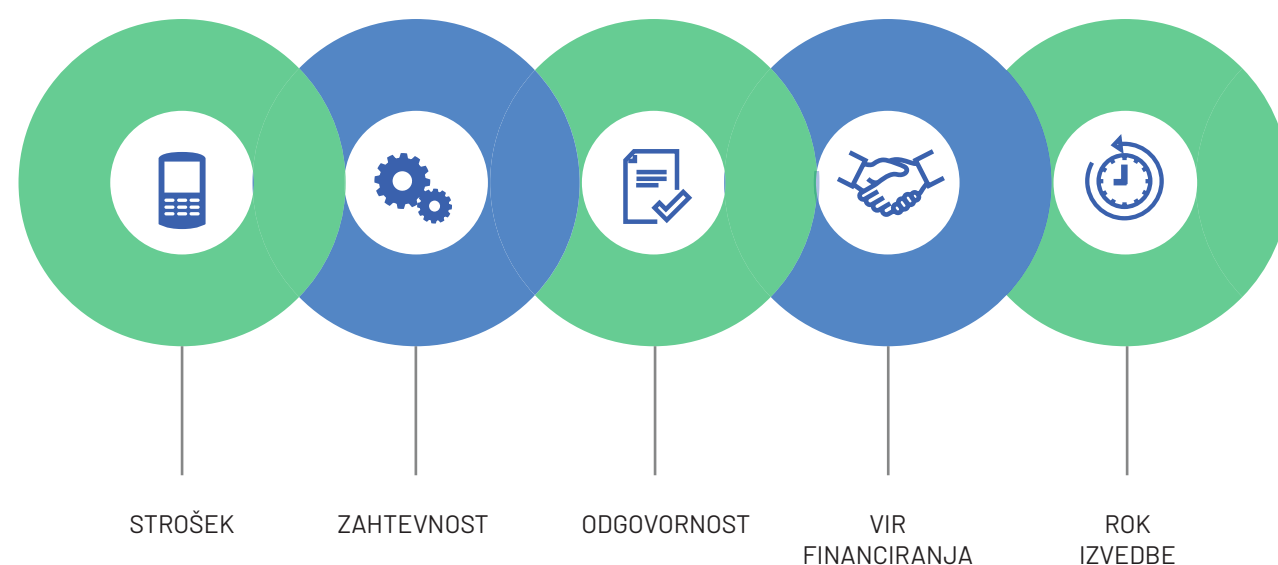 STROŠEK
ZAHTEVNOST
ODGOVORNOST
VIR
FINANCIRANJA
ROK
IZVEDBE